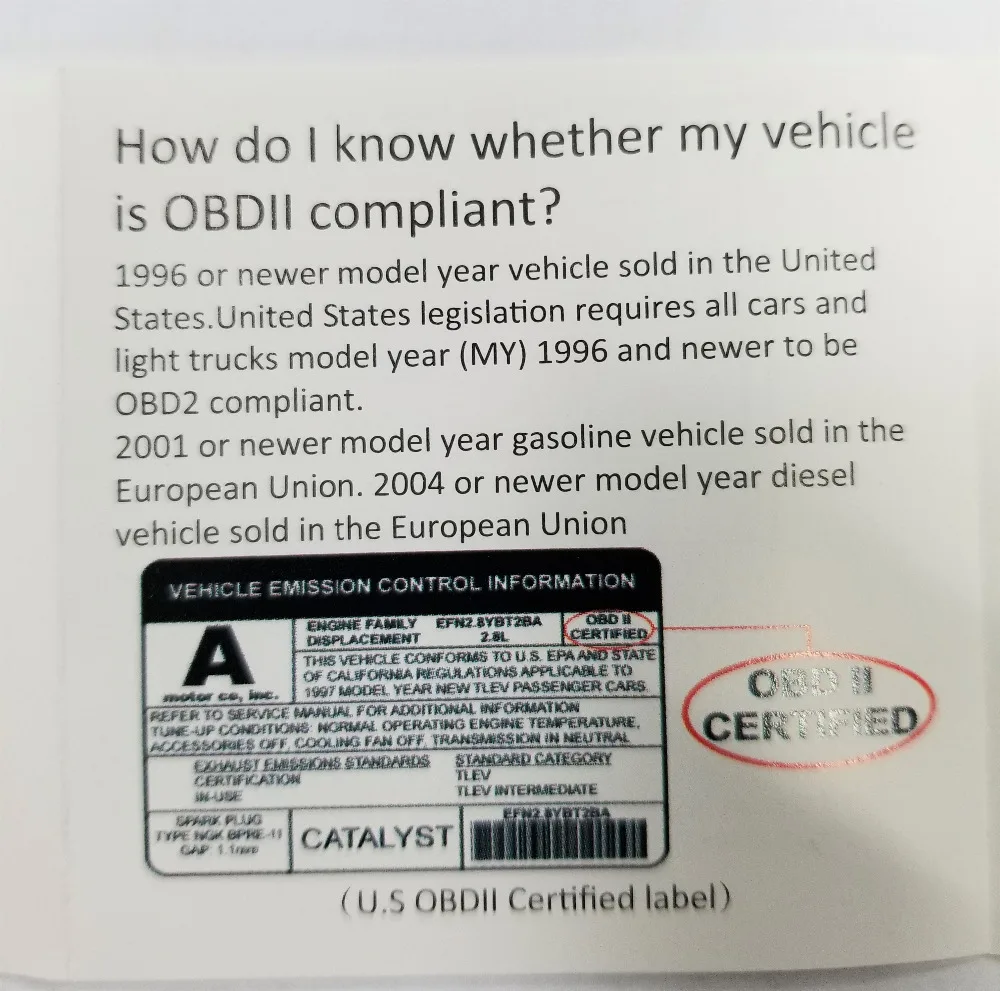 How do I know whether my vehicle
is OBDII compliant?
1996 or newer model year vehicle sold in the United
States.United States legislation requires all cars and
light trucks model year (MY) 1996 and newer to be
OBD2 compliant.
2001 or newer model year gasoline vehicle sold in the
European Union. 2004 or newer model year diesel
vehicle sold in the European Union
VEHICLE EMISSION CONTROL INFORMATION
A
motor co, inc.
ENGINE FAMILY EFN2.8YBT2BA
DISPLACEMENT 2.8L
OBD II
CERTIFIED
THIS VEHICLE CONFORMS TO U.S. EPA AND STATE
OF CALIFORNIA REGULATIONS APPLICABLE TO
1997 MODEL YEAR NEW TLEV PASSENGER CARS.
REFER TO SERVICE MANUAL FOR ADDITIONAL INFORMATION
TUNE-UP CONDITIONS: NORMAL OPERATING ENGINE TEMPERATURE,
ACCESSORIES OFF, COOLING FAN OFF, TRANSMISSION IN NEUTRAL
EXHAUST EMISSIONS STANDARDS STANDARD CATEGORY
CERTIFICATION TLEV
IN-USE TLEV INTERMEDIATE
SPARK PLUG
TYPE NGK BPRE-11
GAP: 1.1mm
CATALYST
EFN2.8YBT2BA
OBD II
CERTIFIED
(U.S OBDII Certified label)